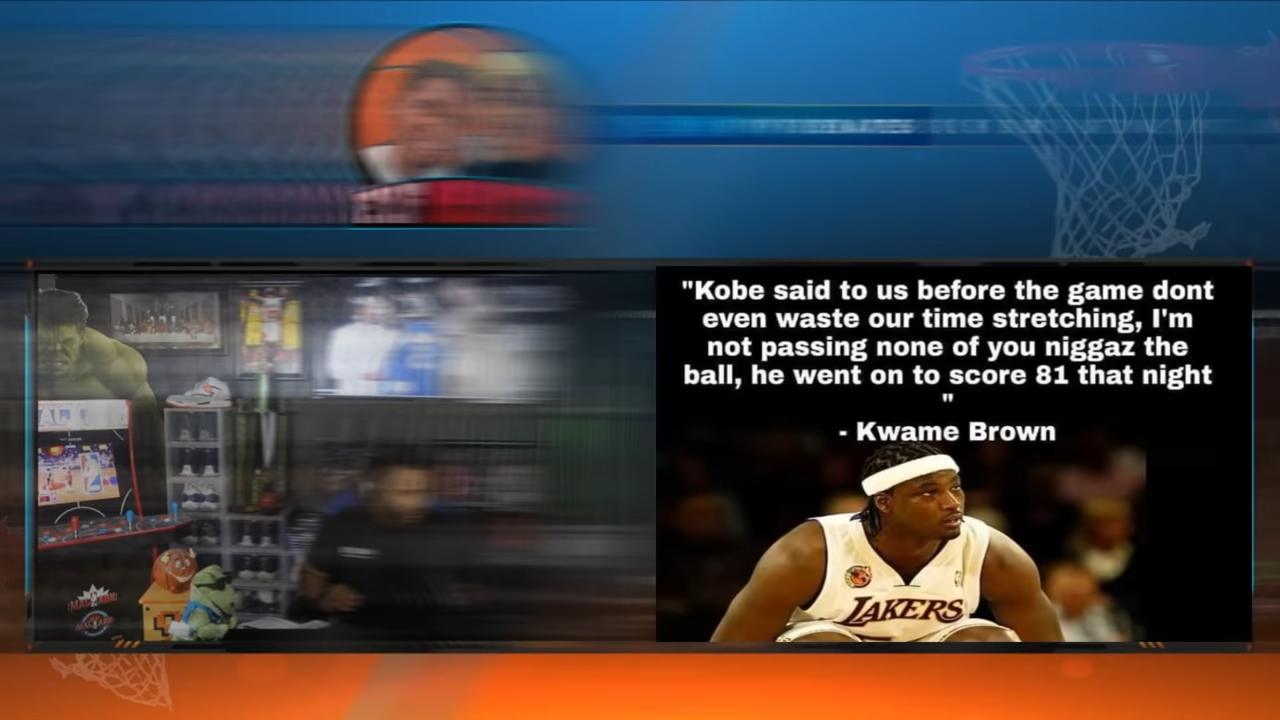 "Kobe said to us before the game dont
even waste our time stretching, I'm
not passing none of you niggaz the
ball, he went on to score 81 that night
"
- Kwame Brown
LAKERS